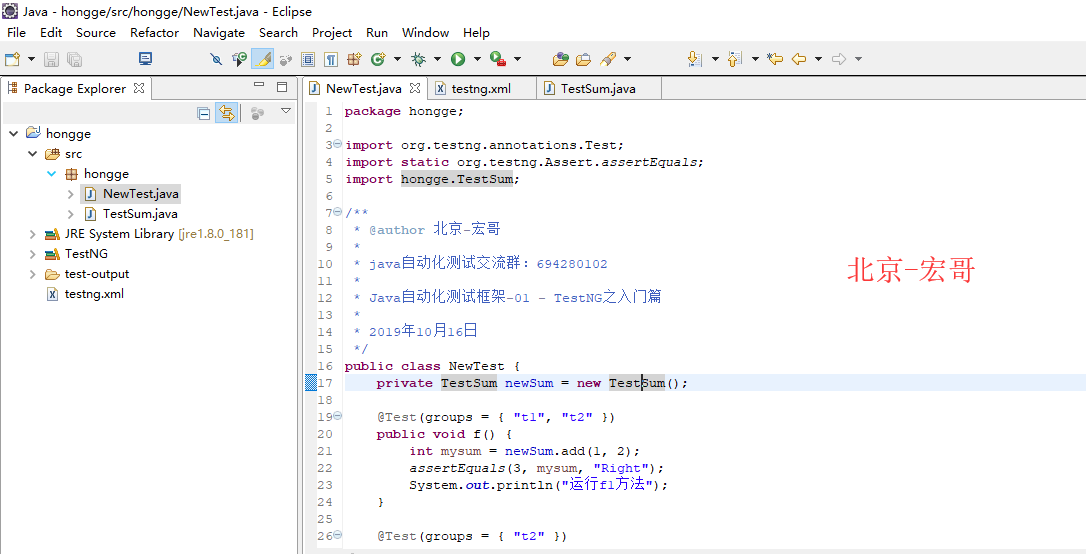 Java - hongge/src/hongge/NewTest.java - Eclipse
File Edit Source Refactor Navigate Search Project Run Window Help
Package Explorer
hongge
src
hongge
NewTest.java
TestSum.java
JRE System Library [jre1.8.0_181]
TestNG
test-output
testng.xml
NewTest.java testng.xml TestSum.java
1 package hongge;
2
3 import org.testng.annotations.Test;
4 import static org.testng.Assert.assertEquals;
5 import hongge.TestSum;
6
7 /**
8 * @author 北京-宏哥
9 *
10 * java自动化测试交流群：694280102
11 *
12 * Java自动化测试框架-01 - TestNG之入门篇
13 *
14 * 2019年10月16日
15 */
16 public class NewTest {
17 private TestSum newSum = new TestSum();
18
19 @Test(groups = { "t1", "t2" })
20 public void f() {
21 int mysum = newSum.add(1, 2);
22 assertEquals(3, mysum, "Right");
23 System.out.println("运行f1方法");
24 }
25
26 @Test(groups = { "t2" })
北京-宏哥